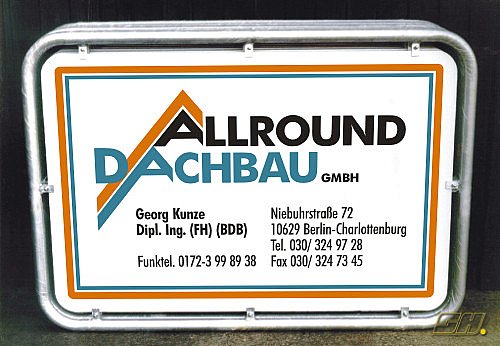 ALLROUND
DACHBAU GMBH
Georg Kunze
Dipl. Ing. (FH) (BDB)
Funktel. 0172-3 99 89 38
Niebuhrstraße 72
10629 Berlin-Charlottenburg
Tel. 030/ 324 97 28
Fax 030/ 324 73 45
GH.